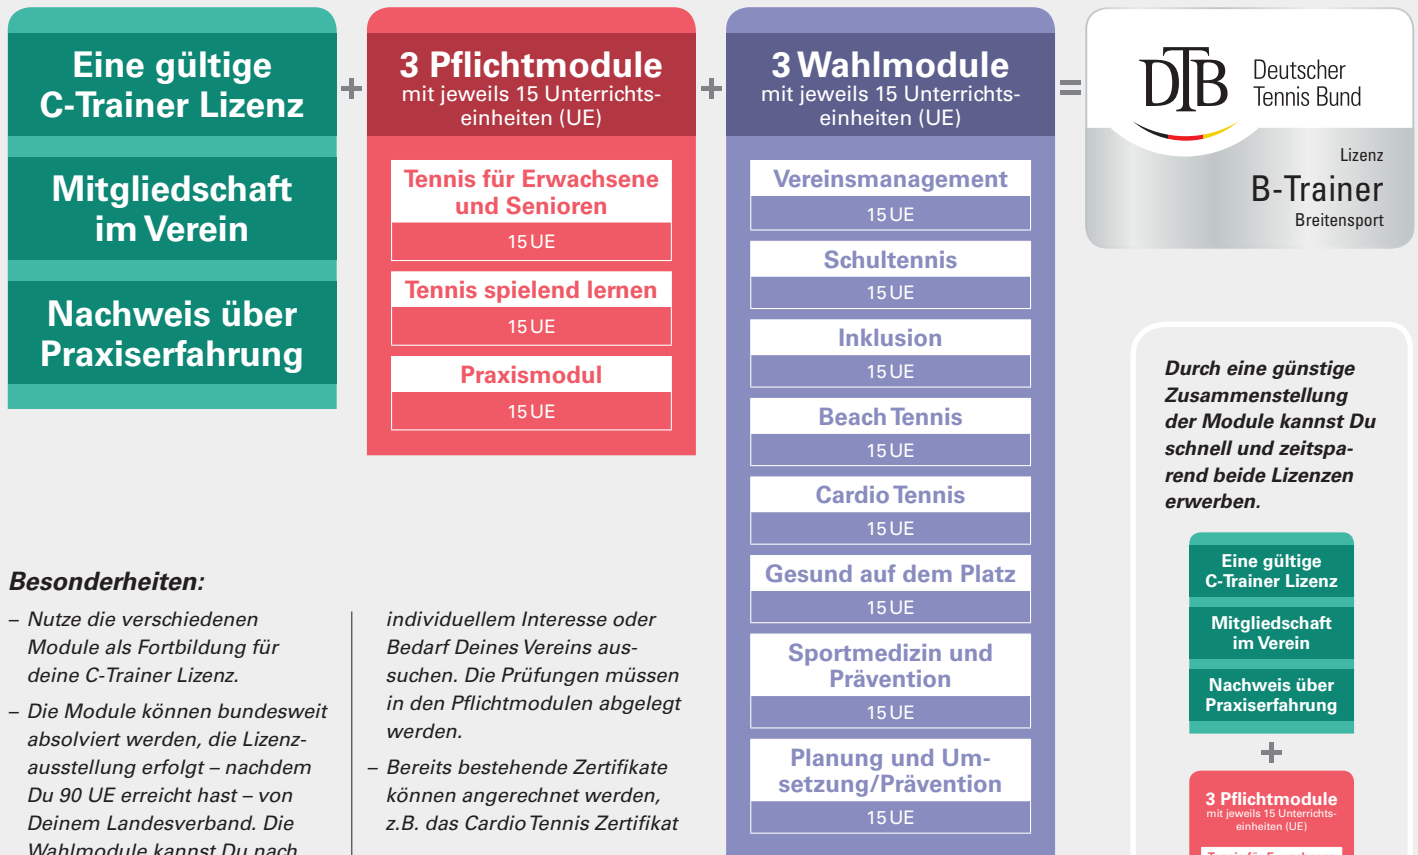 Eine gültige
C-Trainer Lizenz
Mitgliedschaft
im Verein
Nachweis über
Praxiserfahrung
+
3 Pflichtmodule
mit jeweils 15 Unterrichts-
einheiten (UE)
Tennis für Erwachsene
und Senioren
15 UE
Tennis spielend lernen
15 UE
Praxismodul
15 UE
+
3 Wahlmodule
mit jeweils 15 Unterrichts-
einheiten (UE)
Vereinsmanagement
15 UE
Schultennis
15 UE
Inklusion
15 UE
Beach Tennis
15 UE
Cardio Tennis
15 UE
Gesund auf dem Platz
15 UE
Sportmedizin und
Prävention
15 UE
Planung und Um-
setzung/Prävention
15 UE
=
DTB
Deutscher
Tennis Bund
Lizenz
B-Trainer
Breitensport
Besonderheiten:
– Nutze die verschiedenen
Module als Fortbildung für
deine C-Trainer Lizenz.
– Die Module können bundesweit
absolviert werden, die Lizenz-
ausstellung erfolgt – nachdem
Du 90 UE erreicht hast – von
Deinem Landesverband. Die
Wahlmodule kannst Du nach
individuellem Interesse oder
Bedarf Deines Vereins aus-
suchen. Die Prüfungen müssen
in den Pflichtmodulen abgelegt
werden.
– Bereits bestehende Zertifikate
können angerechnet werden,
z.B. das Cardio Tennis Zertifikat
Durch eine günstige
Zusammenstellung
der Module kannst Du
schnell und zeitspa-
rend beide Lizenzen
erwerben.
Eine gültige
C-Trainer Lizenz
Mitgliedschaft
im Verein
Nachweis über
Praxiserfahrung
+
3 Pflichtmodule
mit jeweils 15 Unterrichts-
einheiten (UE)